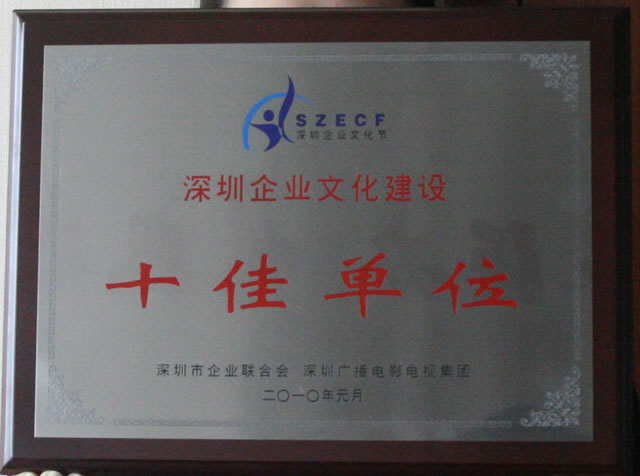 SZECF
深圳企业文化节
深圳企业文化建设
十佳单位
深圳市企业联合会 深圳广播电影电视集团
二〇一〇年元月